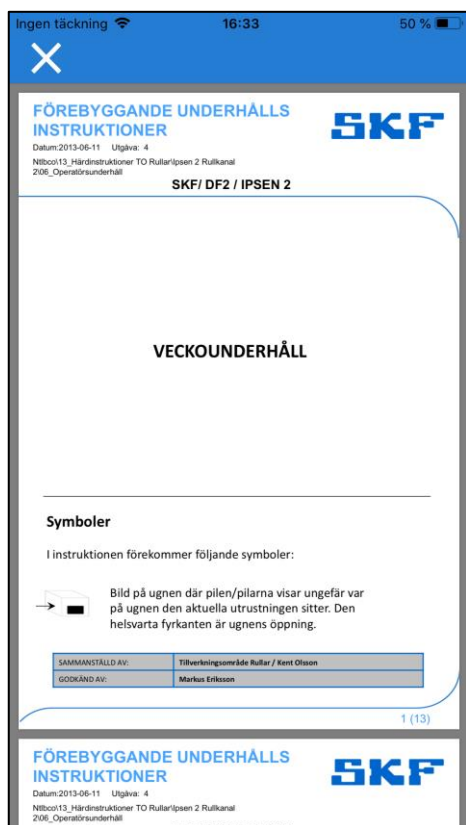 Ingen täckning 16:33 50 %
FÖREBYGGANDE UNDERHÅLLS
INSTRUKTIONER
SKF
Datum:2013-06-11 Utgåva: 4
Ntlbco\13_Härdinstruktioner TO Rullar\Ipsen 2 Rullkanal
2\06_Operatörsunderhåll
SKF/ DF2 / IPSEN 2
VECKOUNDERHÅLL
Symboler
I instruktionen förekommer följande symboler:
Bild på ugnen där pilen/pilarna visar ungefär var
på ugnen den aktuella utrustningen sitter. Den
helsvarta fyrkanten är ugnens öppning.
SAMMANSTÄLLD AV: Tillverkningsområde Rullar / Kent Olsson
GODKÄND AV: Markus Eriksson
1 (13)
FÖREBYGGANDE UNDERHÅLLS
INSTRUKTIONER
SKF
Datum:2013-06-11 Utgåva: 4
Ntlbco\13_Härdinstruktioner TO Rullar\Ipsen 2 Rullkanal
2\06_Operatörsunderhåll